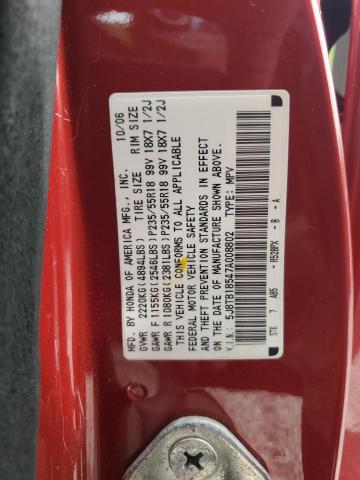 MFD. BY HONDA OF AMERICA MFG., INC. 10/06
GVWR 2220KG(4894LBS) TIRE SIZE RIM SIZE
GAWR F 1155KG(2546LBS)P235/55R18 99V 18X7 1/2J
GAWR R 1080KG(2381LBS)P235/55R18 99V 18X7 1/2J
THIS VEHICLE CONFORMS TO ALL APPLICABLE
FEDERAL MOTOR VEHICLE SAFETY
AND THEFT PREVENTION STANDARDS IN EFFECT
ON THE DATE OF MANUFACTURE SHOWN ABOVE.
V.I.N.: 5J8TB18547A008802 TYPE: MPV
STK 7 AB5 - R528PX - B - A